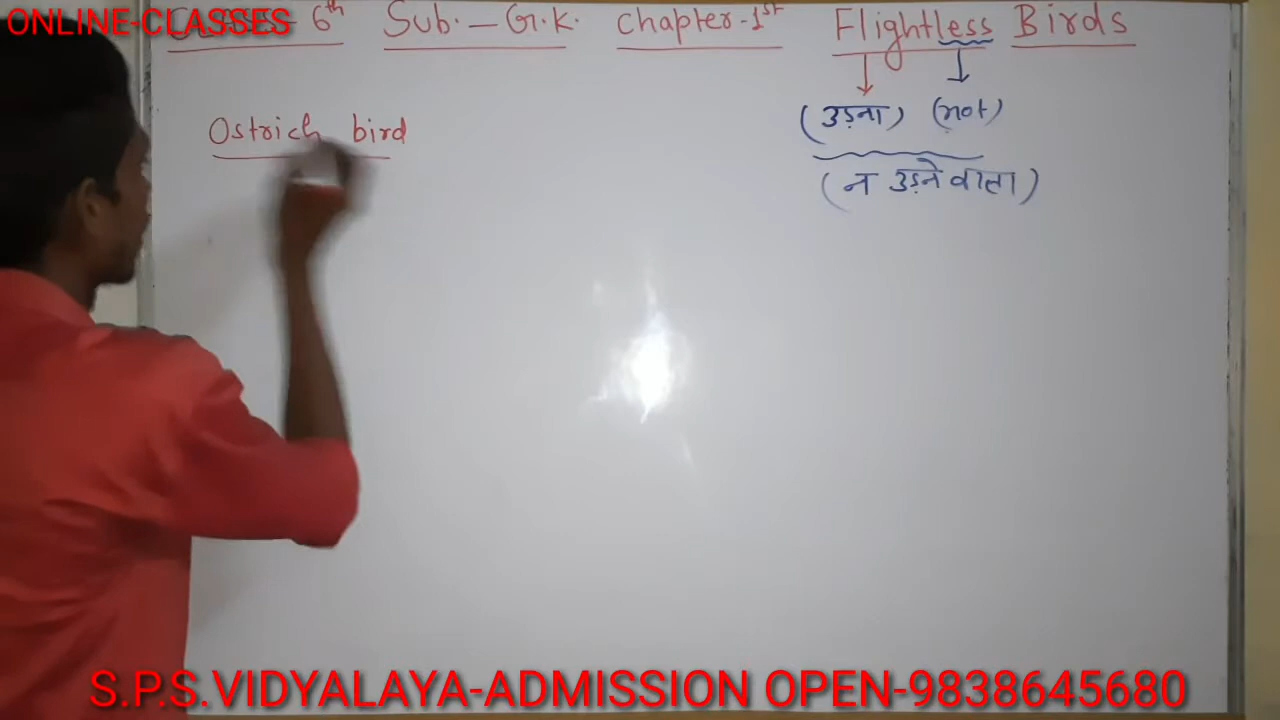 ONLINE-CLASSES
6th Sub. – G.K. Chapter-1st Flightless Birds
(उड़ना) (not)
Ostrich bird
(न उड़ने वाला)
S.P.S.VIDYALAYA-ADMISSION OPEN-9838645680